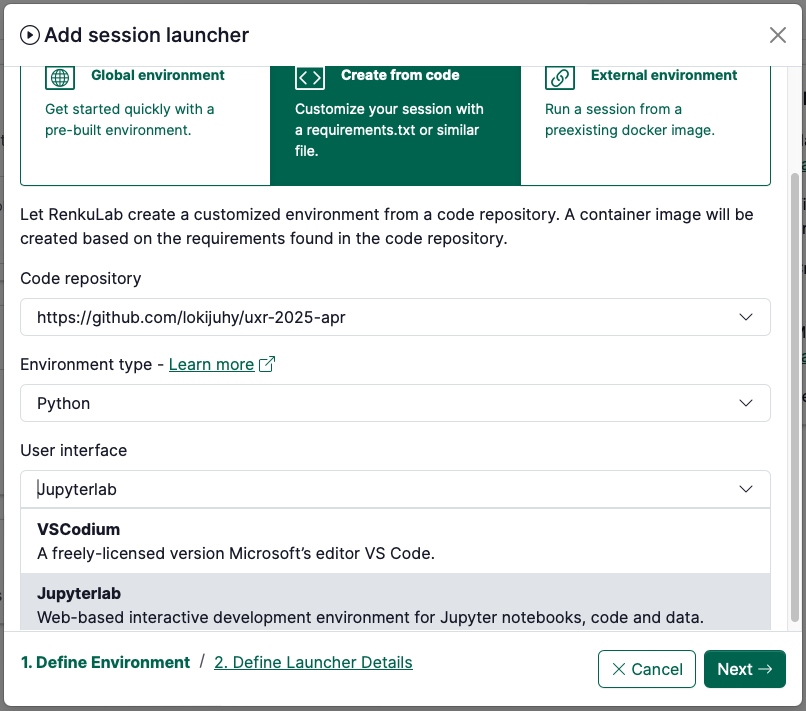 Add session launcher
Global environment
Get started quickly with a
pre-built environment.
Create from code
Customize your session with
a requirements.txt or similar
file.
External environment
Run a session from a
preexisting docker image.
Let RenkuLab create a customized environment from a code repository. A container image will be
created based on the requirements found in the code repository.
Code repository
https://github.com/lokijuhy/uxr-2025-apr
Environment type - Learn more
Python
User interface
Jupyterlab
VSCodium
A freely-licensed version Microsoft’s editor VS Code.
Jupyterlab
Web-based interactive development environment for Jupyter notebooks, code and data.
1. Define Environment / 2. Define Launcher Details
Cancel
Next